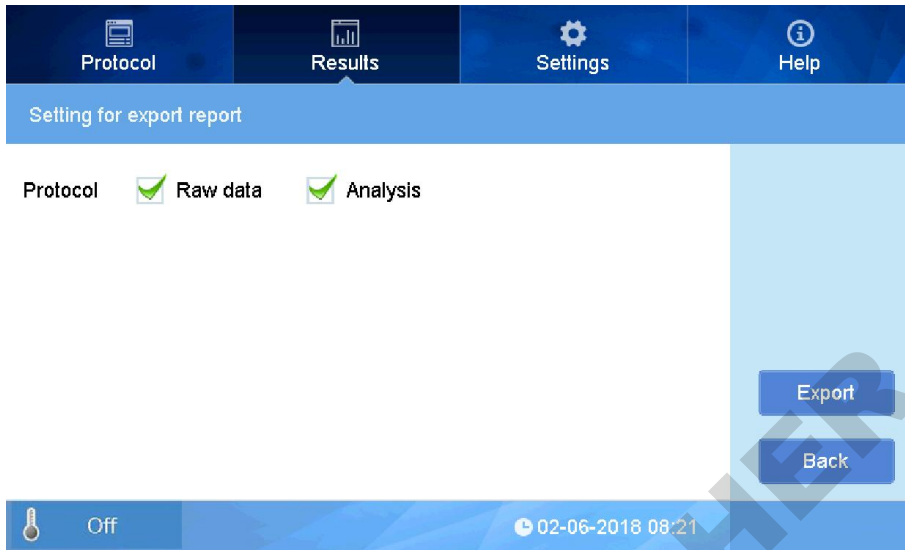 Protocol Results Settings Help
Setting for export report
Protocol Raw data Analysis
Export
Back
Off 02-06-2018 08:21
HER